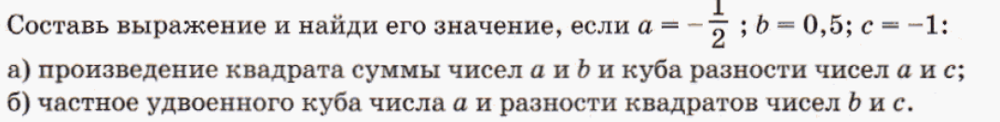 Составь выражение и найди его значение, если a = −1/2 ; b = 0,5; c = −1:
а) произведение квадрата суммы чисел a и b и куба разности чисел a и c;
б) частное удвоенного куба числа a и разности квадратов чисел b и c.